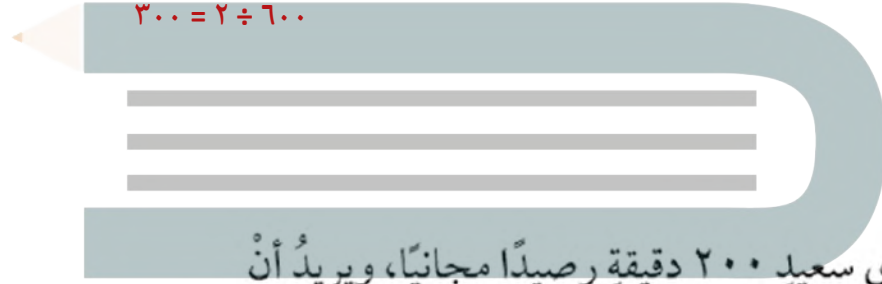 ٦٠٠ ÷ ٢ = ٣٠٠
سعيدٍ ٢٠٠ دقيقةٍ رصيدًا مجانيًا، ويريدُ أنْ